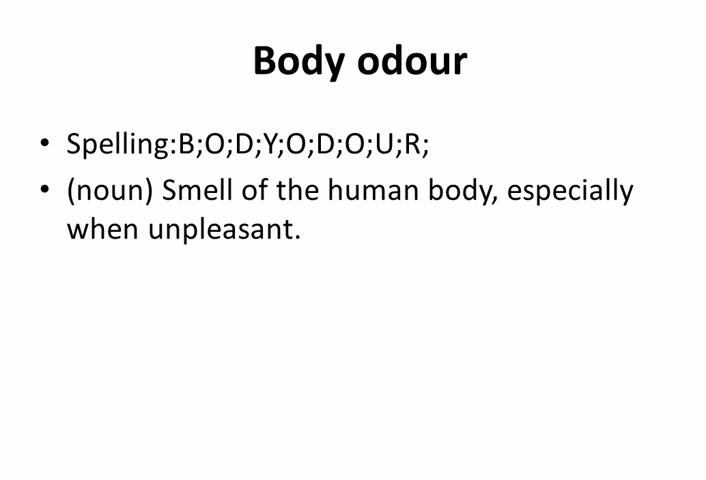 Body odour
• Spelling:B;O;D;Y;O;D;O;U;R;
• (noun) Smell of the human body, especially
when unpleasant.